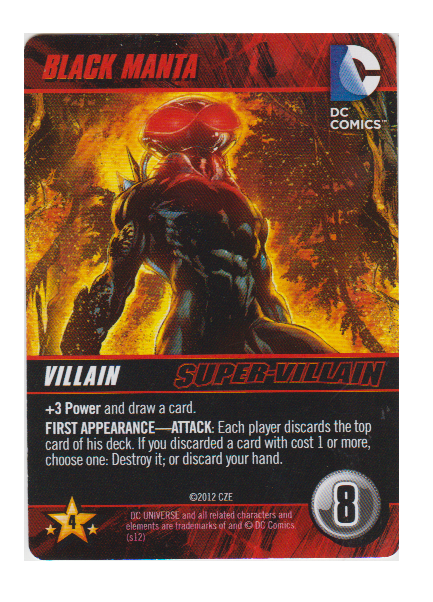 BLACK MANTA
DC
COMICS™
VILLAIN
SUPER-VILLAIN
+3 Power and draw a card.
FIRST APPEARANCE—ATTACK: Each player discards the top
card of his deck. If you discarded a card with cost 1 or more,
choose one: Destroy it; or discard your hand.
©2012 CZE
4
DC UNIVERSE and all related characters and
elements are trademarks of and © DC Comics.
(s12)
8